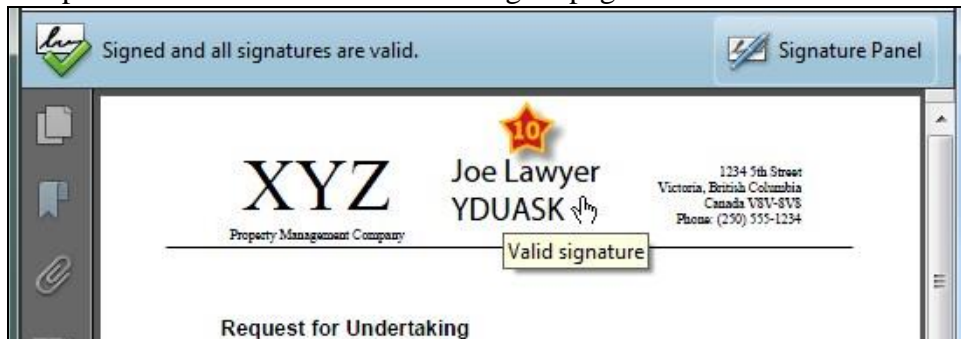 Signed and all signatures are valid.
Signature Panel
10
XYZ
Property Management Company
Joe Lawyer
YDUASK
1234 5th Street
Victoria, British Columbia
Canada V8V-8V8
Phone: (250) 555-1234
Valid signature
Request for Undertaking